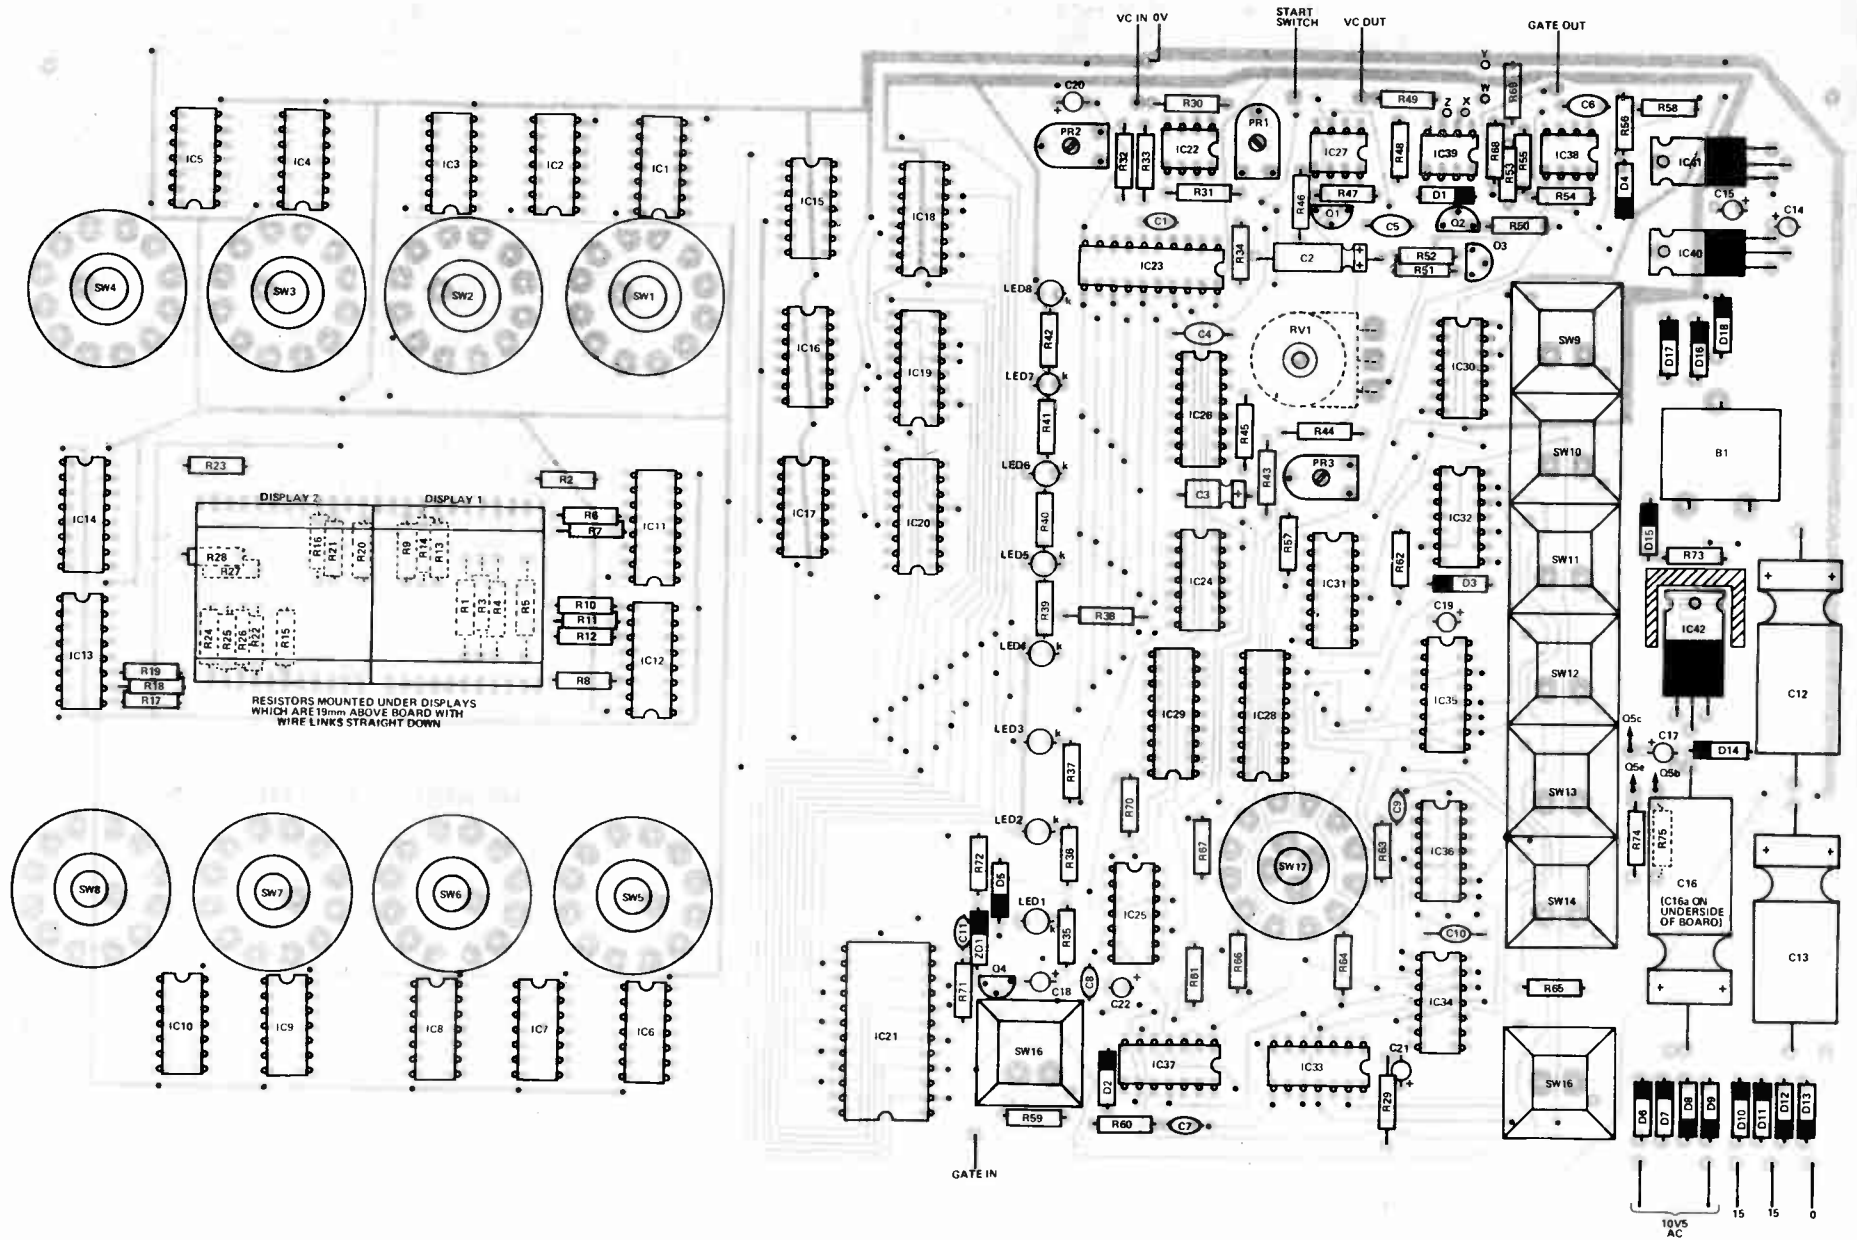 START
SWITCH
VC IN 0V
VC DUT
GATE OUT
Y
W
Z
X
C20
R30
PR1
R49
R69
C6
R56
R58
PR2
R32
R33
IC22
IC27
R48
IC39
R68
R53
R55
IC38
IC41
D4
R31
R46
R47
D1
R54
C15
C14
C1
Q1
C5
Q2
R50
Q3
IC23
R34
C2
R52
R51
IC40
IC5
IC4
IC3
IC2
IC1
IC15
IC18
SW4
SW3
SW2
SW1
LED8
R42
C4
RV1
IC30
SW9
D17
D16
D18
IC16
IC19
LED7
R41
IC26
R45
R44
SW10
B1
LED6
R43
PR3
C3
R23
R2
DISPLAY 2
DISPLAY 1
IC14
R6
R7
IC11
IC17
IC20
R40
R57
IC32
D15
R16
R21
R20
R9
R14
R13
R28
R27
LED5
IC24
IC31
R62
SW11
R73
D3
R1
R3
R4
R5
R10
R11
R12
R39
R38
C19
IC42
R24
R25
R26
R22
R15
IC13
IC12
LED4
C12
R19
R18
R17
R8
SW12
IC35
RESISTORS MOUNTED UNDER DISPLAYS
WHICH ARE 19mm ABOVE BOARD WITH
WIRE LINKS STRAIGHT DOWN
IC29
IC28
LED3
R37
Q5c
C17
D14
Q5e
Q5b
SW13
R70
C9
LED2
R36
R67
R63
IC36
R74
R75
R72
D5
SW17
SW8
SW7
SW6
SW5
LED1
R35
IC25
SW14
C16
(C16a ON
UNDERSIDE
OF BOARD)
C11
ZD1
C10
R66
R64
C13
R71
Q4
C18
C8
C22
R81
R65
IC34
IC10
IC9
IC8
IC7
IC6
IC21
SW16
D2
IC37
IC33
C21
R29
SW16
R59
R60
C7
D6
D7
D8
D9
D10
D11
D12
D13
GATE IN
10V5
AC
15
15
0